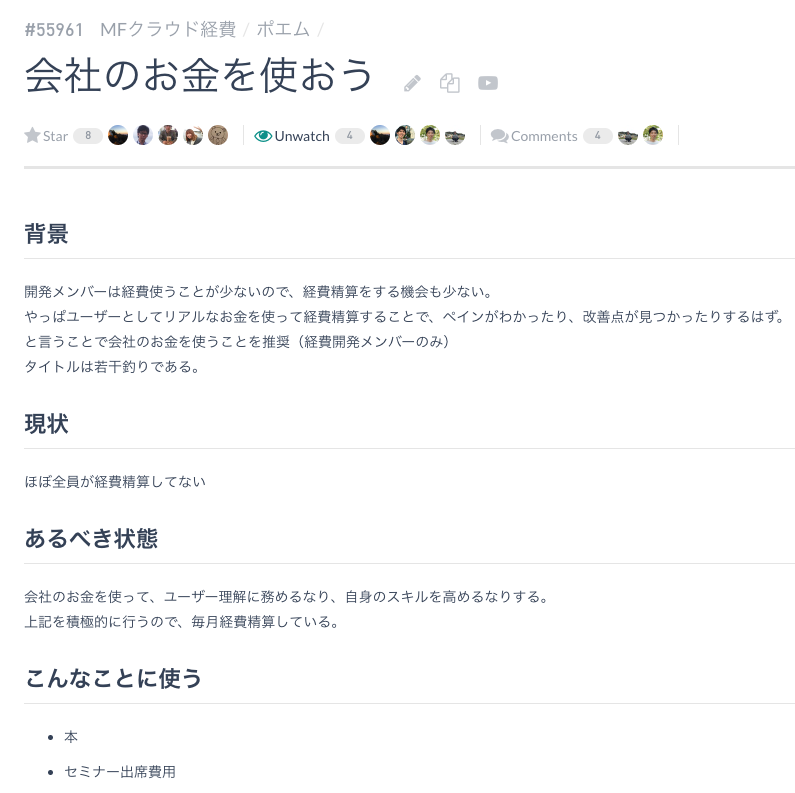 #55961 MFクラウド経費 / ポエム /
会社のお金を使おう
Star 8 Unwatch 4 Comments 4
背景
開発メンバーは経費使うことが少ないので、経費精算をする機会も少ない。
やっぱユーザーとしてリアルなお金を使って経費精算することで、ペインがわかったり、改善点が見つかったりするはず。
と言うことで会社のお金を使うことを推奨（経費開発メンバーのみ）
タイトルは若干釣りである。
現状
ほぼ全員が経費精算してない
あるべき状態
会社のお金を使って、ユーザー理解に務めるなり、自身のスキルを高めるなりする。
上記を積極的に行うので、毎月経費精算している。
こんなことに使う
• 本
• セミナー出席費用